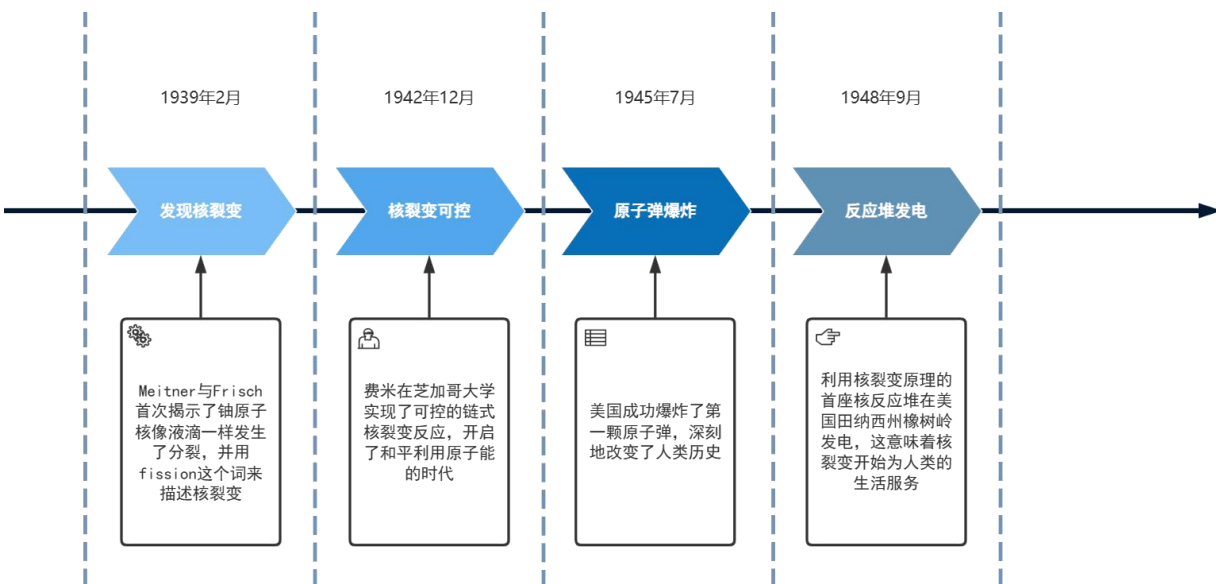 1939年2月
1942年12月
1945年7月
1948年9月
发现核裂变
核裂变可控
原子弹爆炸
反应堆发电
Meitner与Frisch
首次揭示了铀原子
核像液滴一样发生
了分裂，并用
fission这个词来
描述核裂变
费米在芝加哥大学
实现了可控的链式
核裂变反应，开启
了和平利用原子能
的时代
美国成功爆炸了第
一颗原子弹，深刻
地改变了人类历史
利用核裂变原理的
首座核反应堆在美
国田纳西州橡树岭
发电，这意味着核
裂变开始为人类的
生活服务